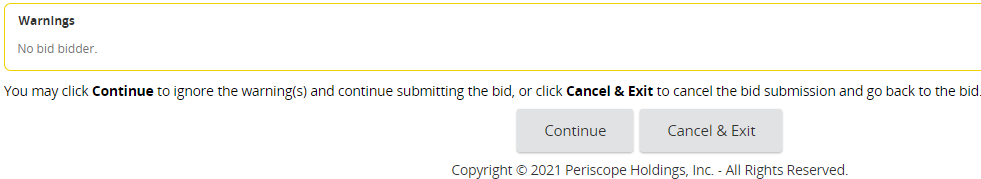 Warnings
No bid bidder.
You may click Continue to ignore the warning(s) and continue submitting the bid, or click Cancel & Exit to cancel the bid submission and go back to the bid.
Continue Cancel & Exit
Copyright © 2021 Periscope Holdings, Inc. - All Rights Reserved.